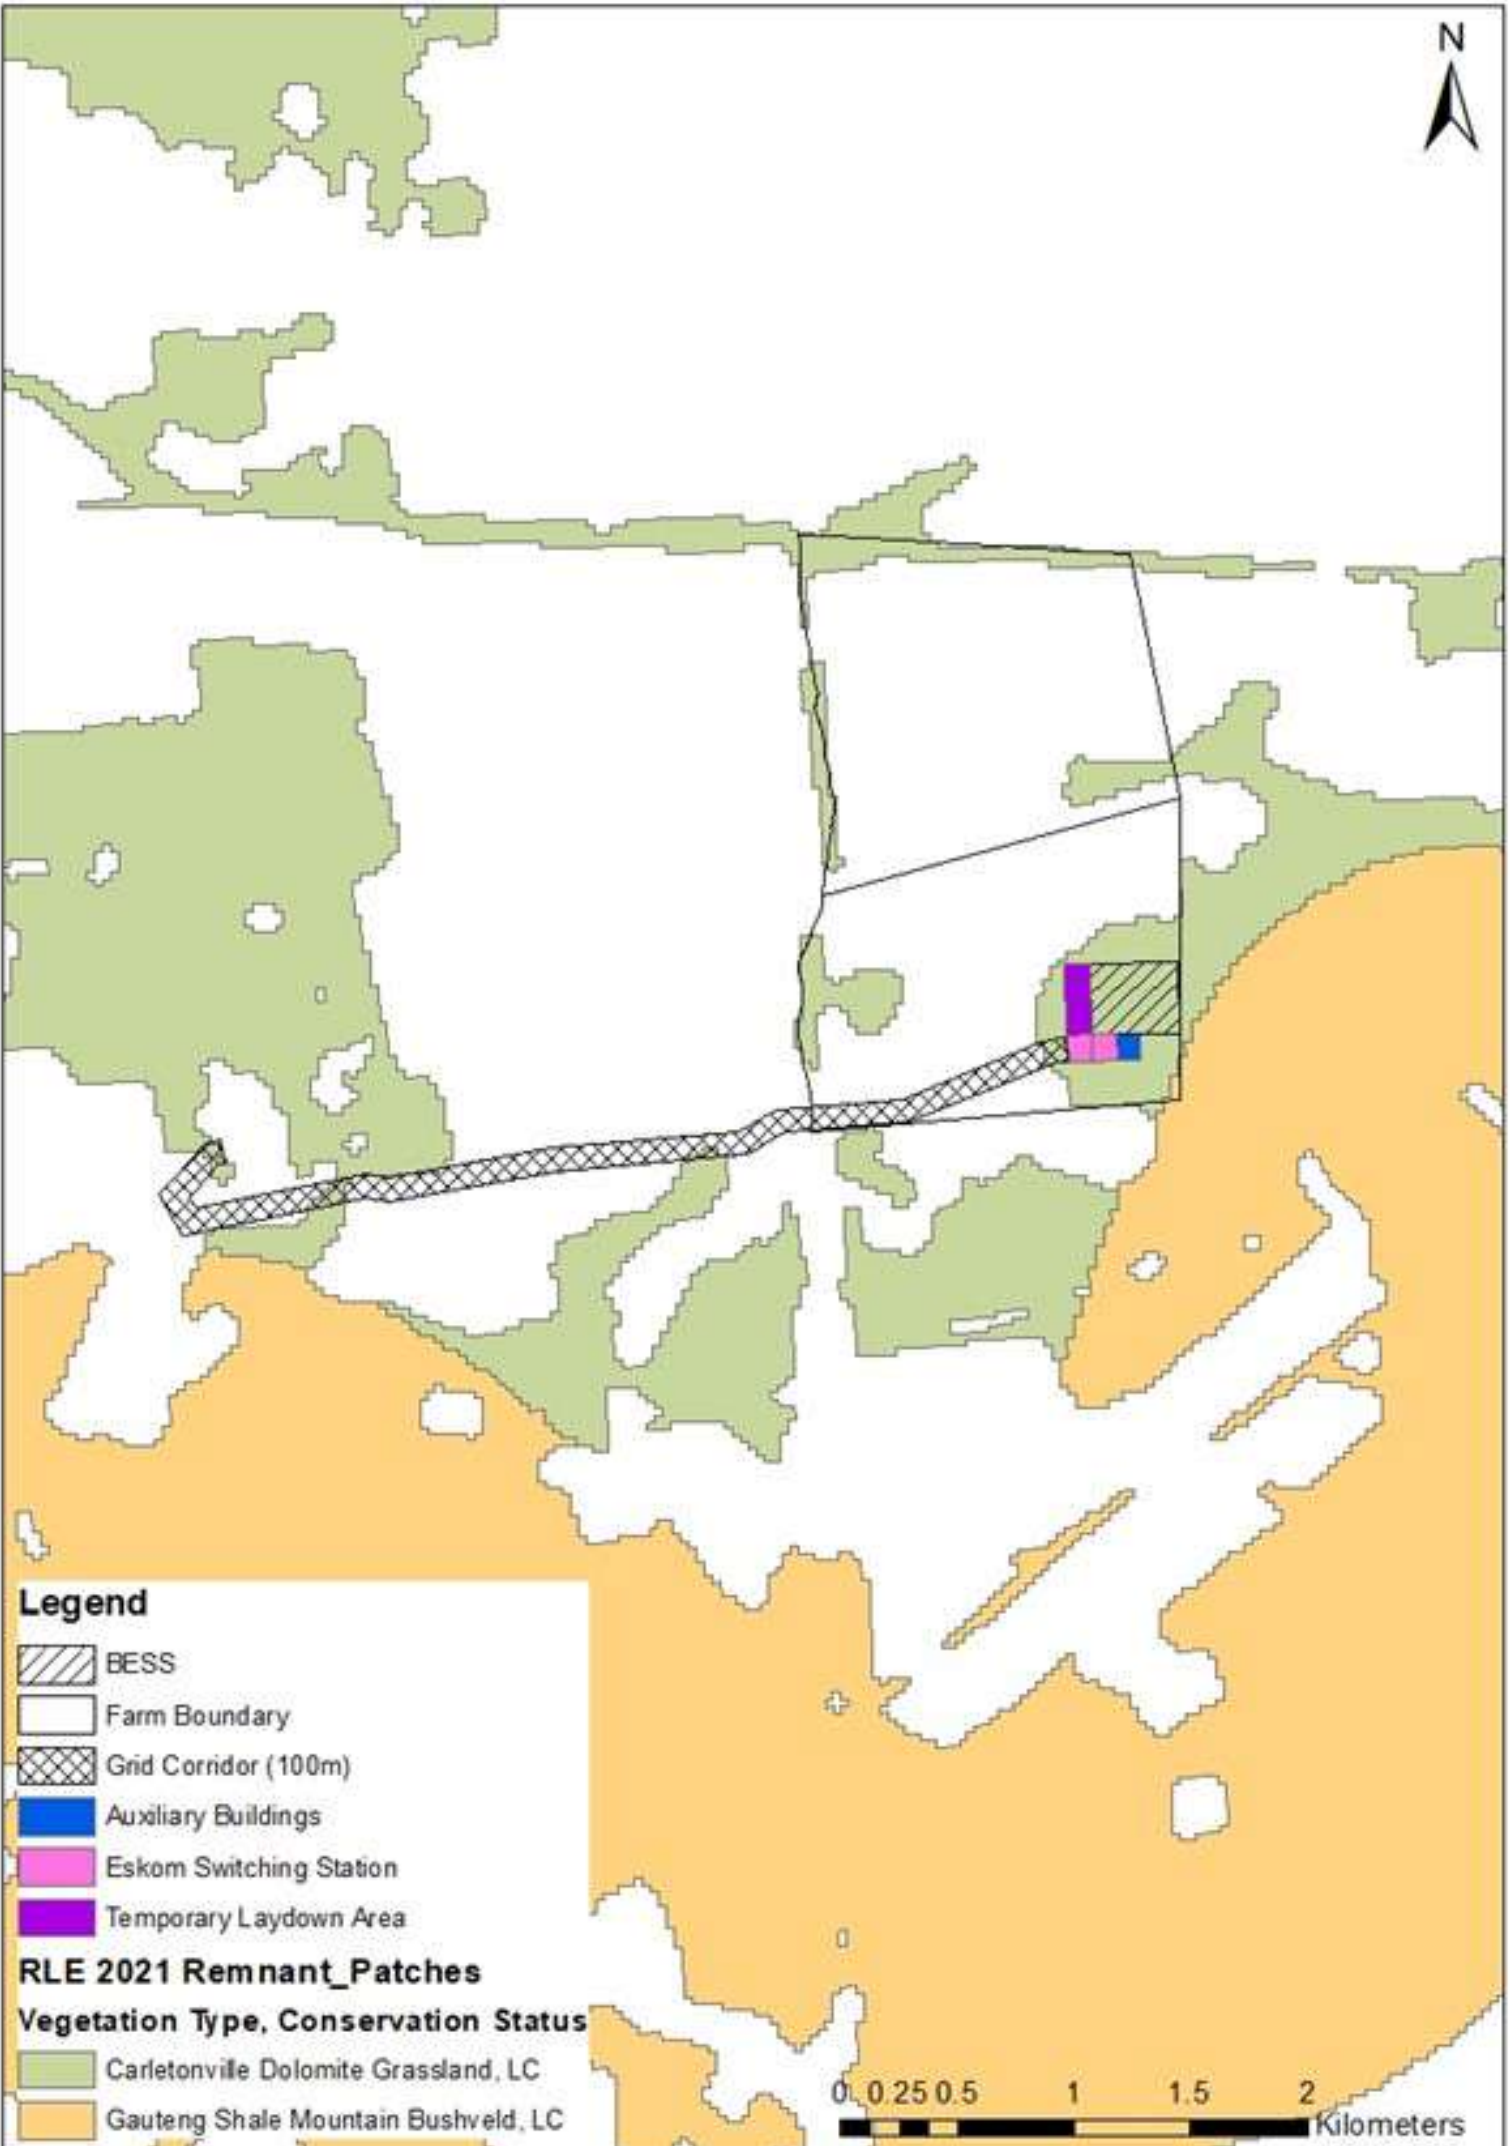 N
Legend
BESS
Farm Boundary
Grid Corridor (100m)
Auxiliary Buildings
Eskom Switching Station
Temporary Laydown Area
RLE 2021 Remnant_Patches
Vegetation Type, Conservation Status
Carletonville Dolomite Grassland, LC
Gauteng Shale Mountain Bushveld, LC
0 0.25 0.5 1 1.5 2
Kilometers